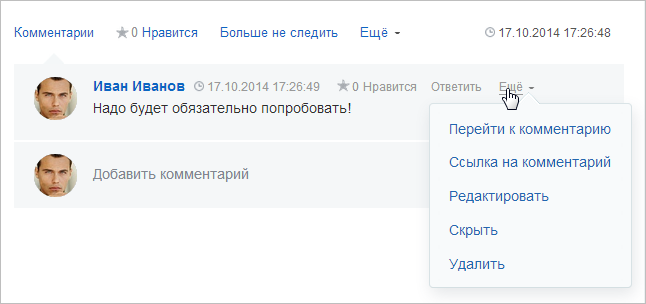 Комментарии 0 Нравится Больше не следить Ещё 17.10.2014 17:26:48
Иван Иванов 17.10.2014 17:26:49 0 Нравится Ответить Ещё
Надо будет обязательно попробовать!
Перейти к комментарию
Ссылка на комментарий
Добавить комментарий
Редактировать
Скрыть
Удалить